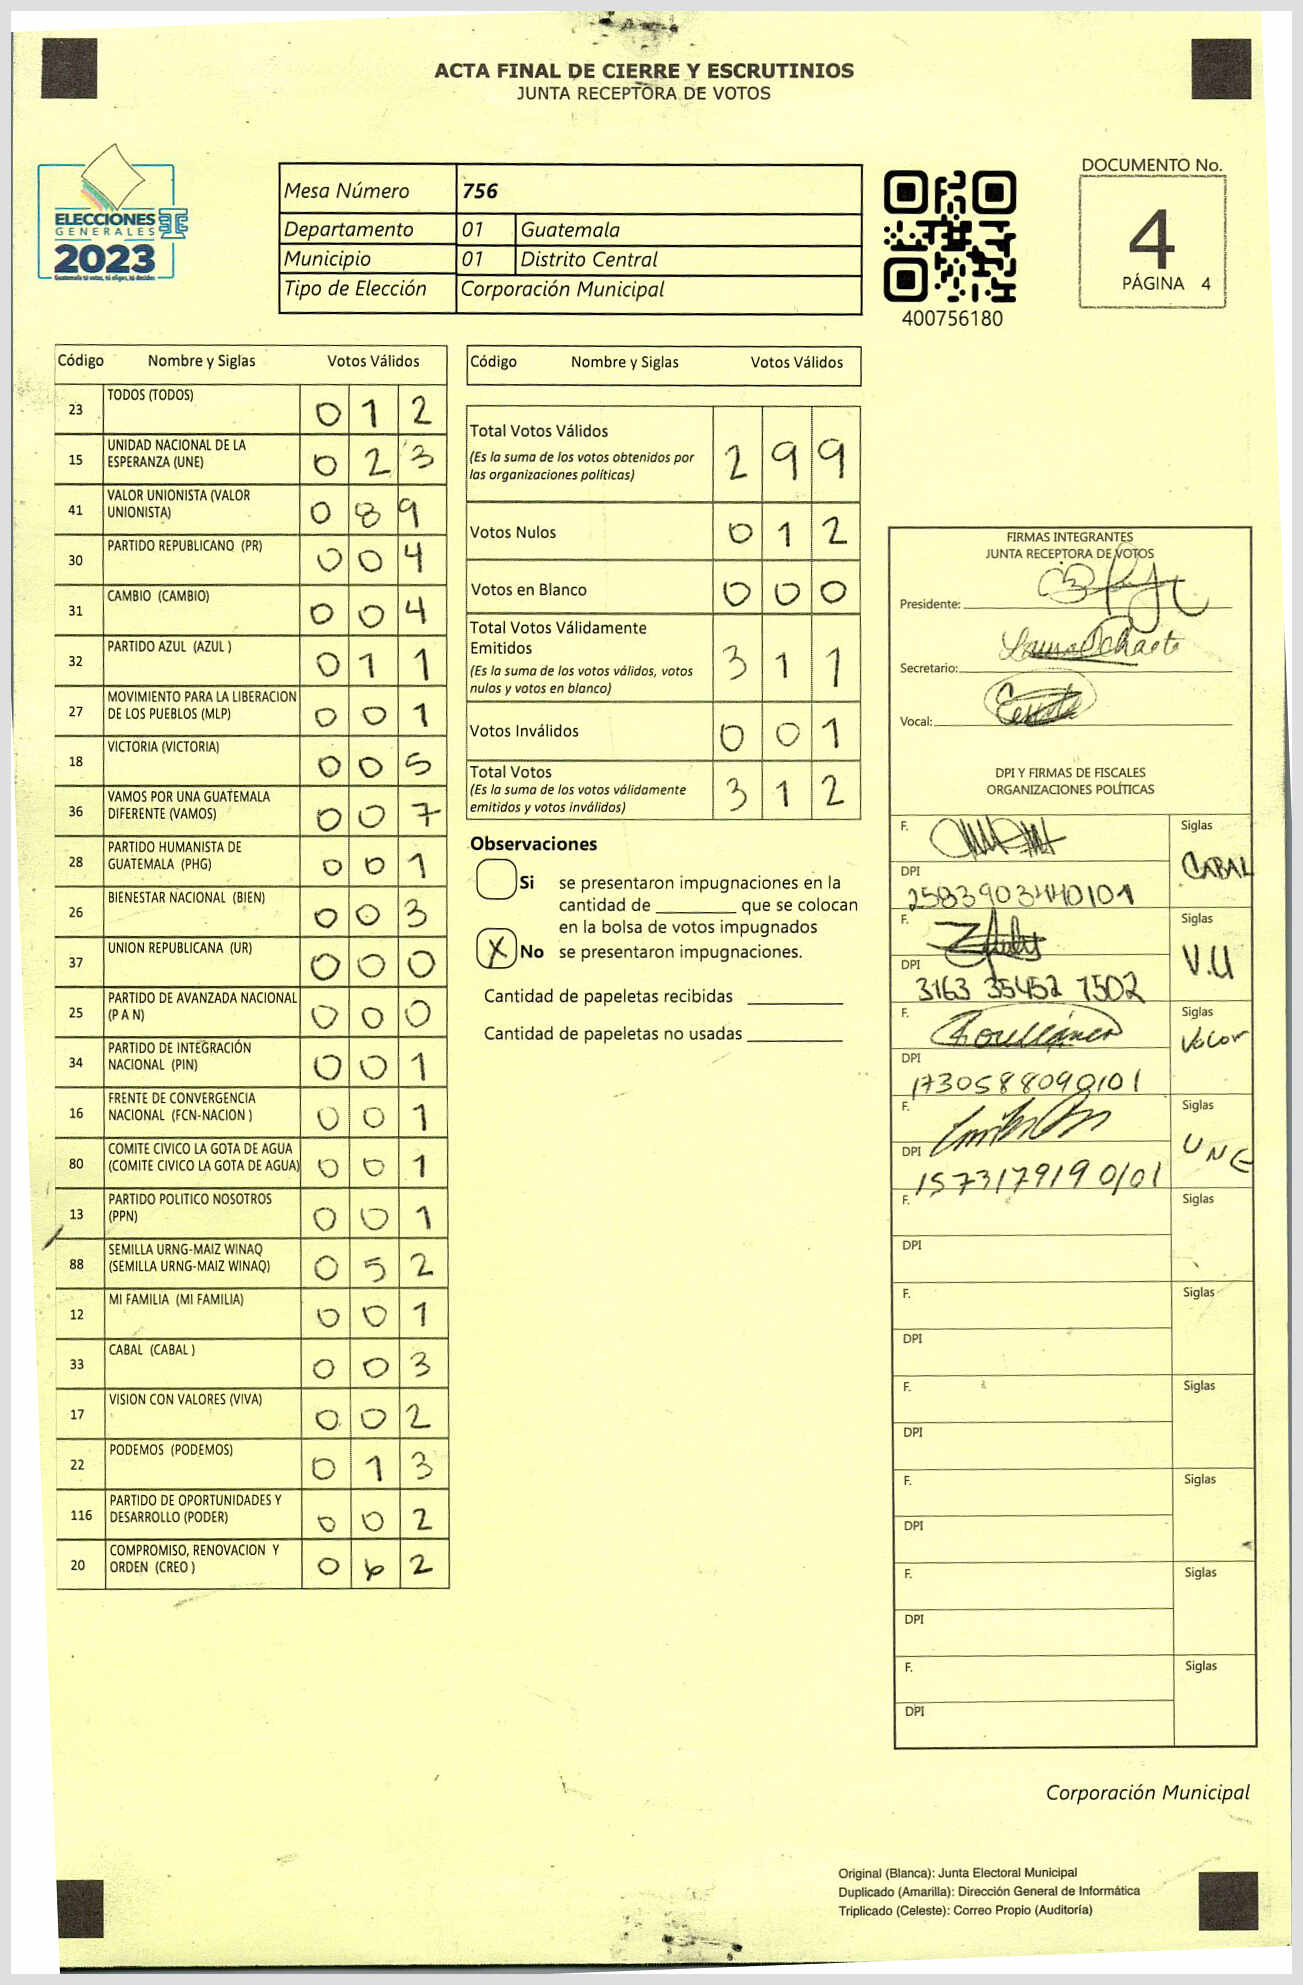 ACTA FINAL DE CIERRE Y ESCRUTINIOS
JUNTA RECEPTORA DE VOTOS
ELECCIONES
GENERALES
2023
Mesa Número 756
Departamento 01 Guatemala
Municipio 01 Distrito Central
Tipo de Elección Corporación Municipal
400756180
DOCUMENTO No.
4
PÁGINA 4
Código Nombre y Siglas Votos Válidos
23 TODOS (TODOS) 0 1 2
15 UNIDAD NACIONAL DE LA ESPERANZA (UNE) 0 2 3
41 VALOR UNIONISTA (VALOR UNIONISTA) 0 8 9
30 PARTIDO REPUBLICANO (PR) 0 0 4
31 CAMBIO (CAMBIO) 0 0 4
32 PARTIDO AZUL (AZUL ) 0 1 1
27 MOVIMIENTO PARA LA LIBERACION DE LOS PUEBLOS (MLP) 0 0 1
18 VICTORIA (VICTORIA) 0 0 5
36 VAMOS POR UNA GUATEMALA DIFERENTE (VAMOS) 0 0 7
28 PARTIDO HUMANISTA DE GUATEMALA (PHG) 0 0 1
26 BIENESTAR NACIONAL (BIEN) 0 0 3
37 UNION REPUBLICANA (UR) 0 0 0
25 PARTIDO DE AVANZADA NACIONAL (P A N) 0 0 0
34 PARTIDO DE INTEGRACIÓN NACIONAL (PIN) 0 0 1
16 FRENTE DE CONVERGENCIA NACIONAL (FCN-NACION ) 0 0 1
80 COMITE CIVICO LA GOTA DE AGUA (COMITE CIVICO LA GOTA DE AGUA) 0 0 1
13 PARTIDO POLITICO NOSOTROS (PPN) 0 0 1
88 SEMILLA URNG-MAIZ WINAQ (SEMILLA URNG-MAIZ WINAQ) 0 5 2
12 MI FAMILIA (MI FAMILIA) 0 0 1
33 CABAL (CABAL ) 0 0 3
17 VISION CON VALORES (VIVA) 0 0 2
22 PODEMOS (PODEMOS) 0 1 3
116 PARTIDO DE OPORTUNIDADES Y DESARROLLO (PODER) 0 0 2
20 COMPROMISO, RENOVACION Y ORDEN (CREO ) 0 6 2
Código Nombre y Siglas Votos Válidos
Total Votos Válidos 2 9 9
(Es la suma de los votos obtenidos por
las organizaciones políticas)
Votos Nulos 0 1 2
Votos en Blanco 0 0 0
Total Votos Válidamente
Emitidos 3 1 1
(Es la suma de los votos válidos, votos
nulos y votos en blanco)
Votos Inválidos 0 0 1
Total Votos 3 1 2
(Es la suma de los votos válidamente
emitidos y votos inválidos)
Observaciones
Si se presentaron impugnaciones en la
cantidad de ________ que se colocan
en la bolsa de votos impugnados
X No se presentaron impugnaciones.
Cantidad de papeletas recibidas
Cantidad de papeletas no usadas
FIRMAS INTEGRANTES
JUNTA RECEPTORA DE VOTOS
Presidente:
Secretario:
Vocal:
DPI Y FIRMAS DE FISCALES
ORGANIZACIONES POLÍTICAS
F. Siglas
CABAL
DPI
2583903440101
F. Siglas
V.U
DPI
3163 35452 7502
F. Siglas
Valor
DPI
1730588090101
F. Siglas
UNE
DPI
1573179190101
F. Siglas
DPI
F. Siglas
DPI
F. Siglas
DPI
F. Siglas
DPI
F. Siglas
DPI
F. Siglas
DPI
Corporación Municipal
Original (Blanca): Junta Electoral Municipal
Duplicado (Amarilla): Dirección General de Informática
Triplicado (Celeste): Correo Propio (Auditoría)